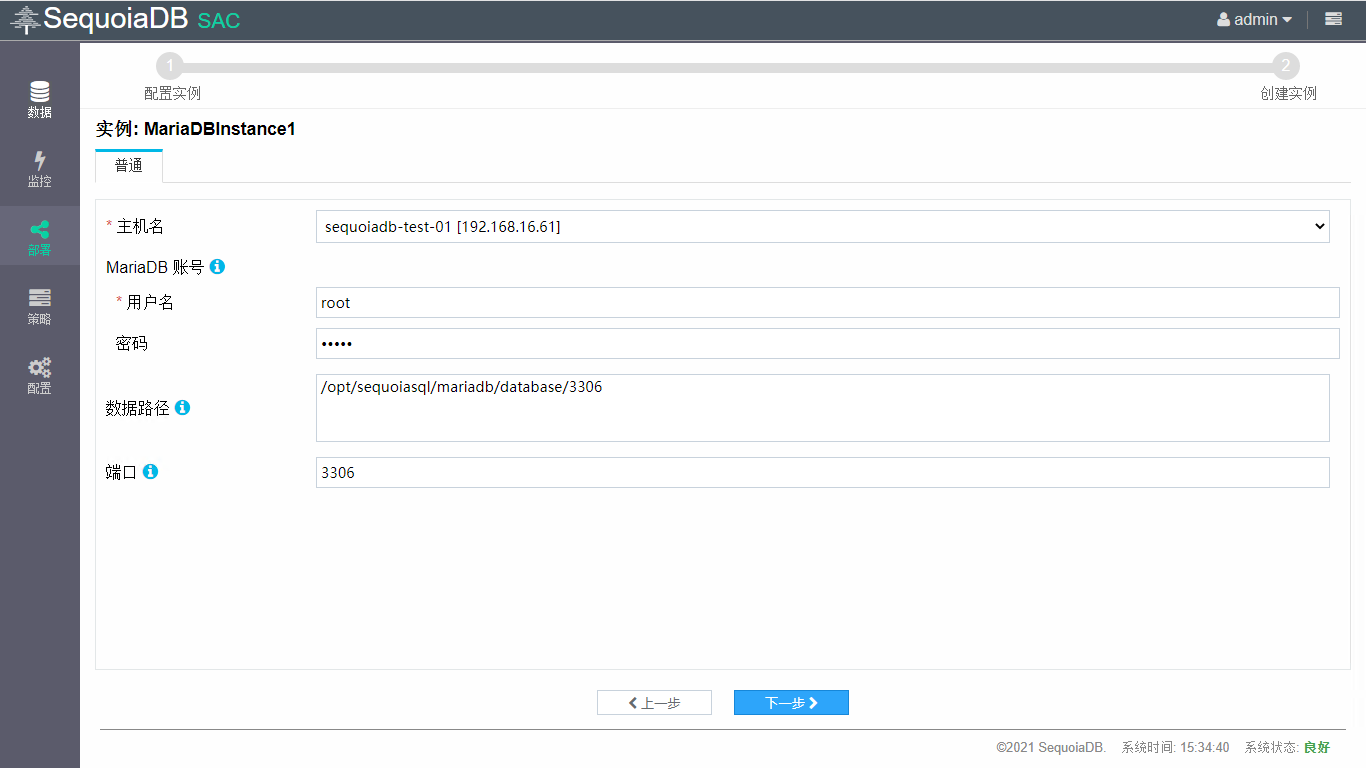 SequoiaDB SAC
admin
数据
监控
部署
策略
配置
1
2
配置实例
创建实例
实例: MariaDBInstance1
普通
* 主机名
sequoiadb-test-01 [192.168.16.61]
MariaDB 账号
* 用户名
root
密码
•••••
数据路径
/opt/sequoiasql/mariadb/database/3306
端口
3306
上一步
下一步
©2021 SequoiaDB. 系统时间: 15:34:40 系统状态: 良好